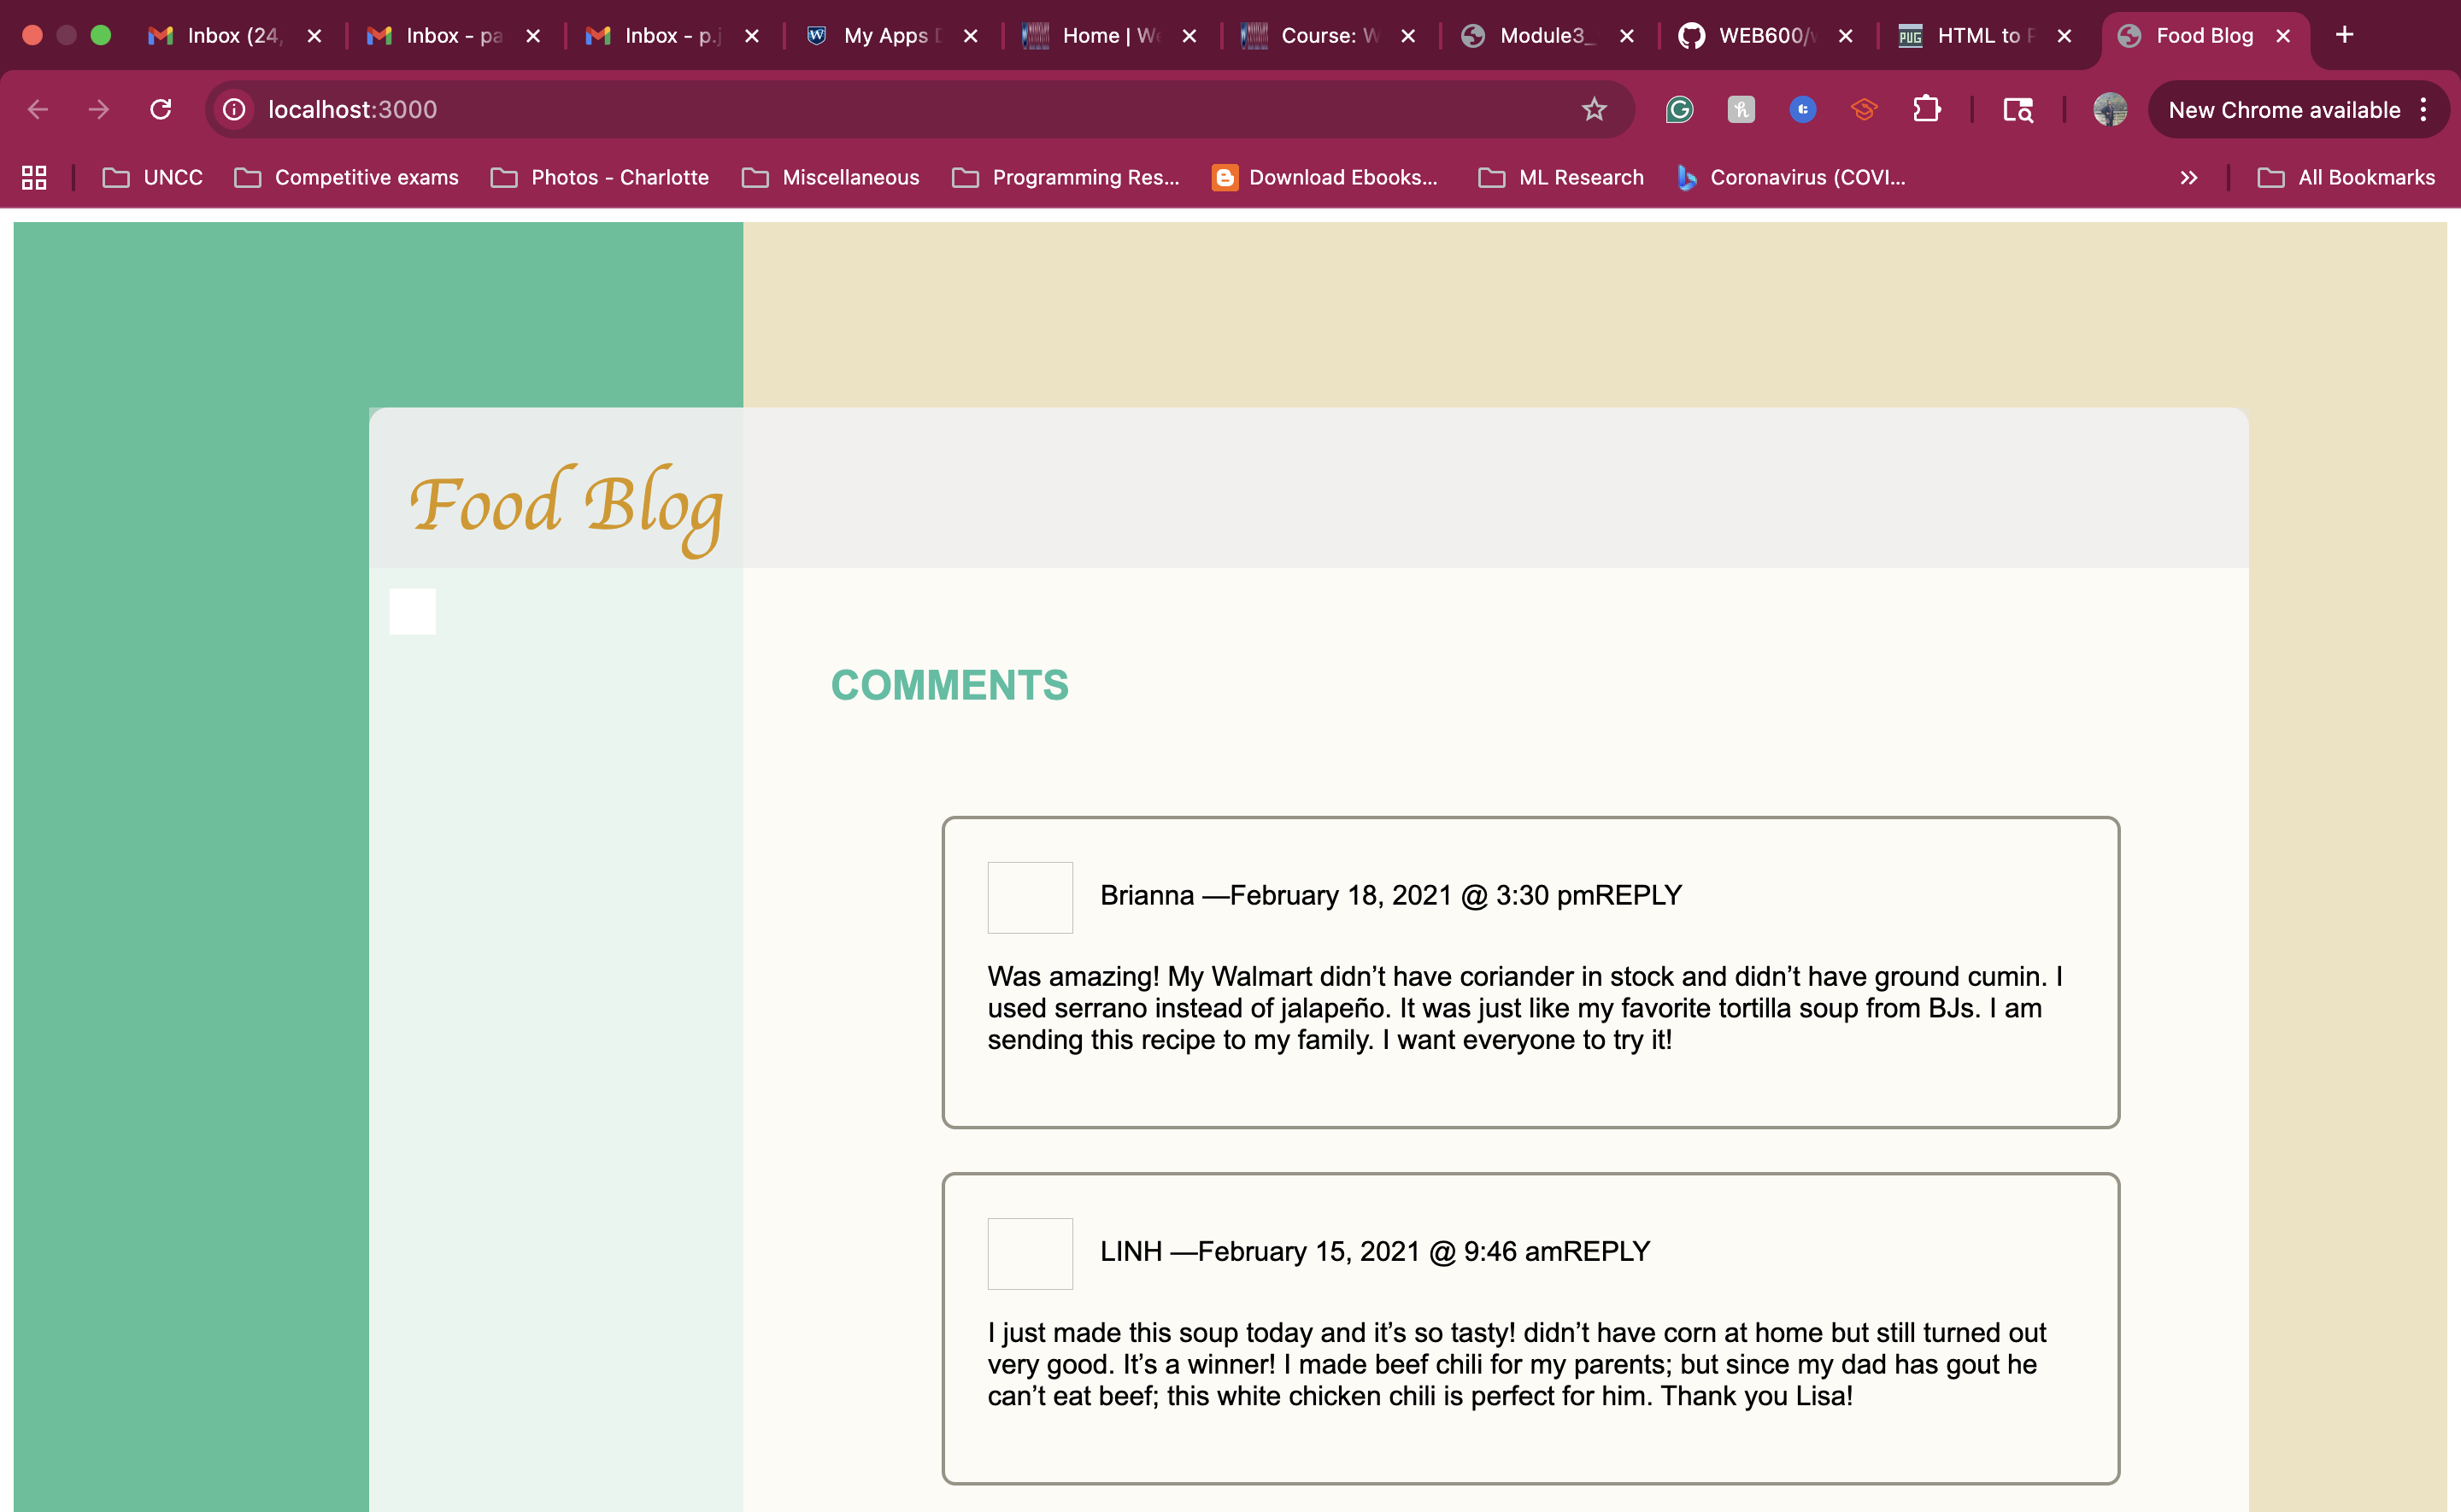 Inbox (24,
Inbox - pa
Inbox - p.j
My Apps D
Home | We
Course: W
Module3_
WEB600/w
PUG
HTML to P
Food Blog
localhost:3000
New Chrome available
UNCC
Competitive exams
Photos - Charlotte
Miscellaneous
Programming Res...
Download Ebooks...
ML Research
Coronavirus (COVI...
All Bookmarks
Food Blog
COMMENTS
Brianna —February 18, 2021 @ 3:30 pmREPLY
Was amazing! My Walmart didn’t have coriander in stock and didn’t have ground cumin. I
used serrano instead of jalapeño. It was just like my favorite tortilla soup from BJs. I am
sending this recipe to my family. I want everyone to try it!
LINH —February 15, 2021 @ 9:46 amREPLY
I just made this soup today and it’s so tasty! didn’t have corn at home but still turned out
very good. It’s a winner! I made beef chili for my parents; but since my dad has gout he
can’t eat beef; this white chicken chili is perfect for him. Thank you Lisa!